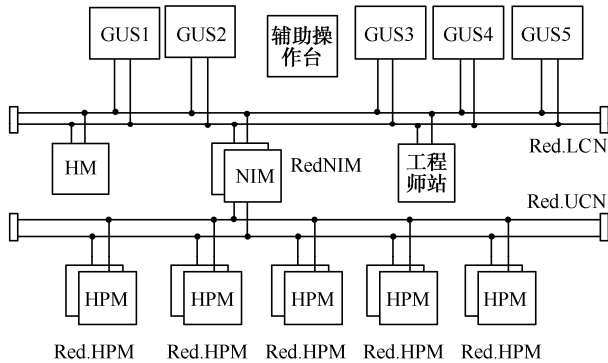 GUS1
GUS2
辅助操
作台
GUS3
GUS4
GUS5
Red.LCN
HM
NIM
RedNIM
工程
师站
Red.UCN
HPM
HPM
HPM
HPM
HPM
Red.HPM
Red.HPM
Red.HPM
Red.HPM
Red.HPM